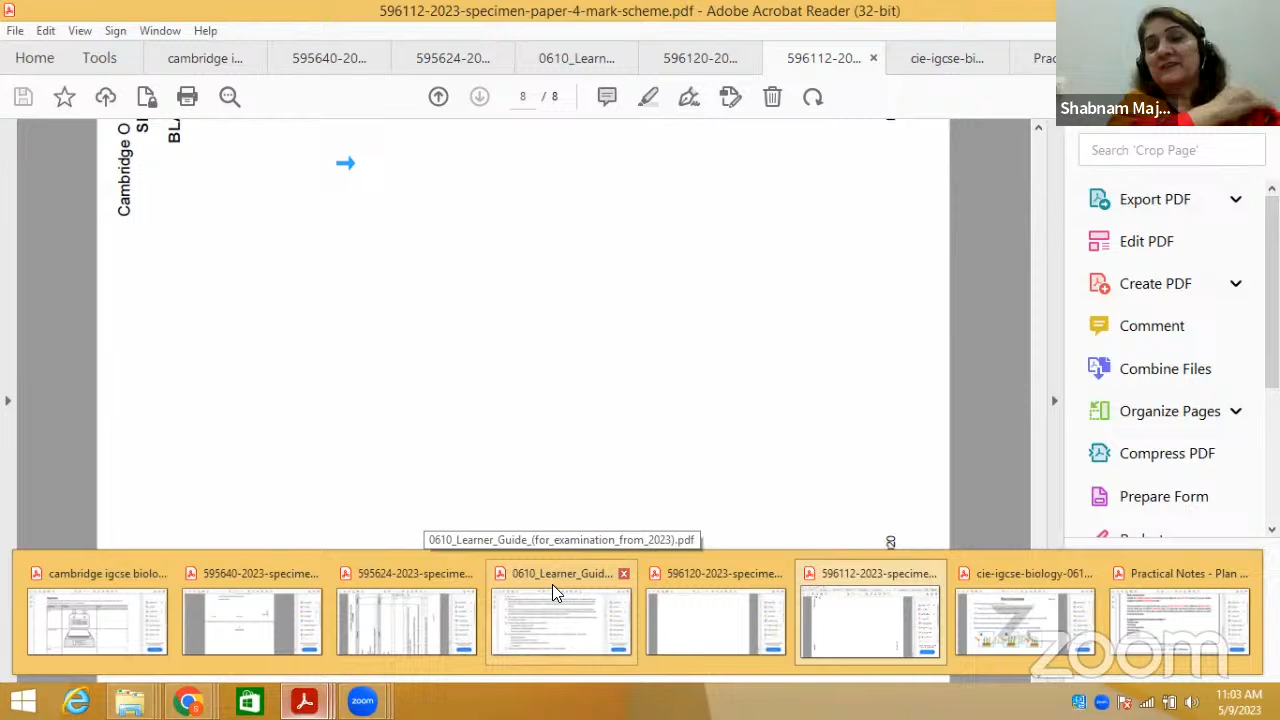 596112-2023-specimen-paper-4-mark-scheme.pdf - Adobe Acrobat Reader (32-bit)
File Edit View Sign Window Help
Home Tools cambridge i... 595640-20... 595624-20... 0610_Learn... 596120-20... 596112-20... × cie-igcse-bi... Prac
8 / 8
Shabnam Maj...
Search 'Crop Page'
Cambridge O
BL
Export PDF
Edit PDF
Create PDF
Comment
Combine Files
Organize Pages
Compress PDF
Prepare Form
20
0610_Learner_Guide_(for_examination_from_2023).pdf
cambridge igcse biolo... 595640-2023-specime... 595624-2023-specime... 0610_Learner_Guid... 596120-2023-specime... 596112-2023-specime... cie-igcse-biology-061... Practical Notes - Plan ...
zoom
zoom
11:03 AM
5/9/2023